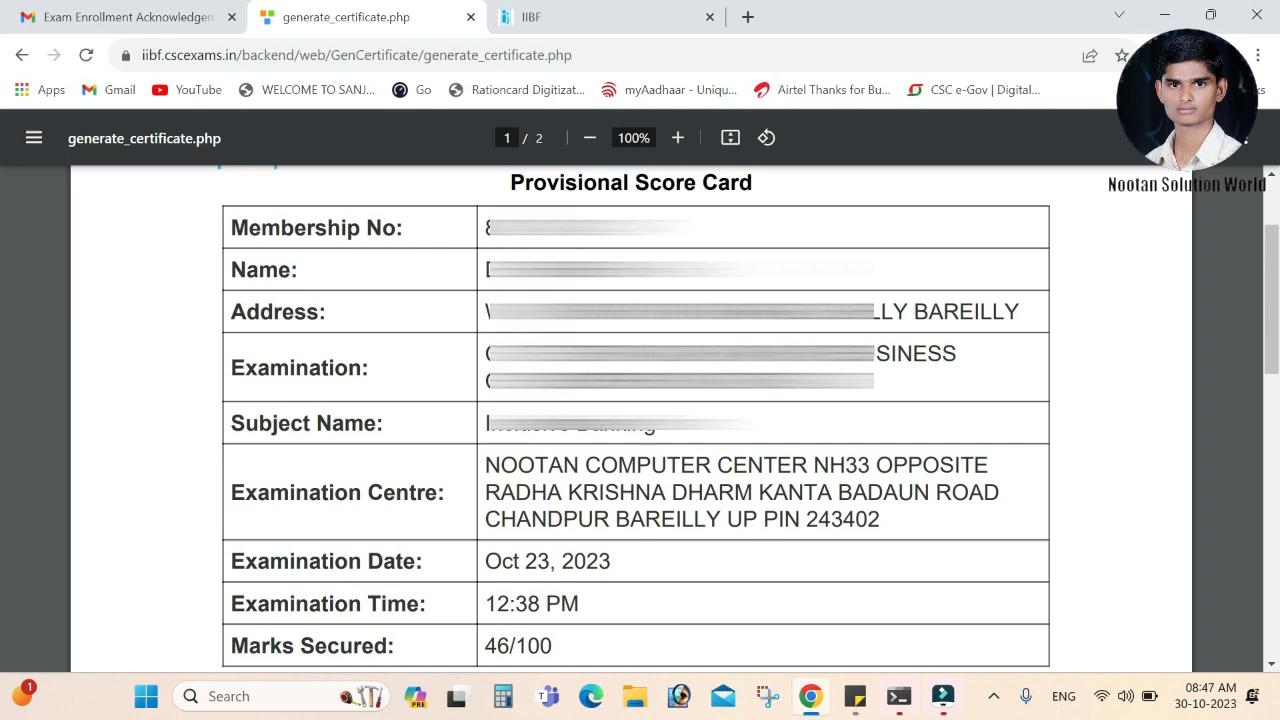 Exam Enrollment Acknowledgem
generate_certificate.php
IIBF
iibf.cscexams.in/backend/web/GenCertificate/generate_certificate.php
Apps
Gmail
YouTube
WELCOME TO SANJ...
Go
Board Digitizat...
myAadhaar - Uniqu...
Airtel Thanks for Bu...
CSC e-Gov | Digital...
generate_certificate.php
1 / 2
100%
Nootan Solution World
Provisional Score Card
Membership No:
Name:
Address: LLY BAREILLY
Examination: SINESS
Subject Name:
Examination Centre: NOOTAN COMPUTER CENTER NH33 OPPOSITE
RADHA KRISHNA DHARM KANTA BADAUN ROAD
CHANDPUR BAREILLY UP PIN 243402
Examination Date: Oct 23, 2023
Examination Time: 12:38 PM
Marks Secured: 46/100
1
Search
PRE
ENG
08:47 AM
30-10-2023